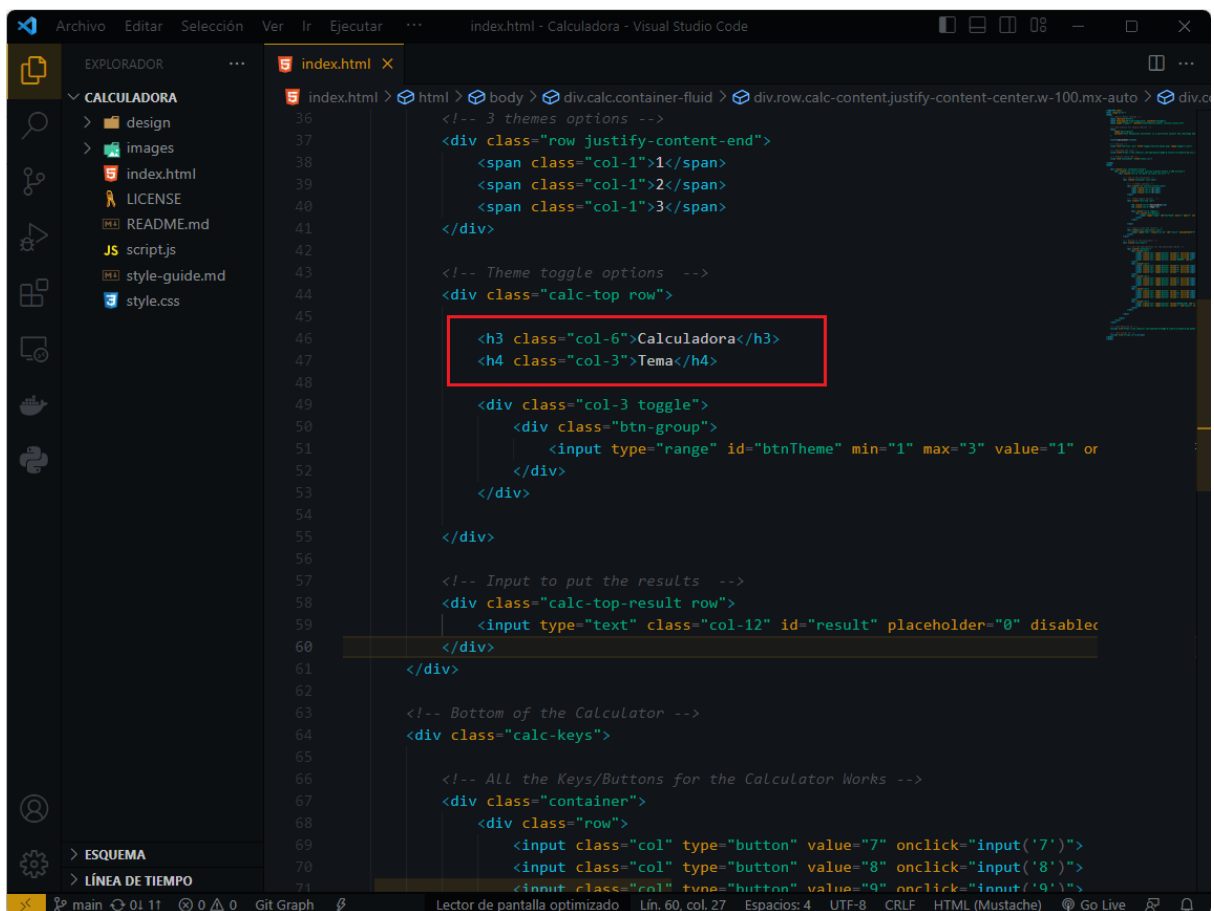 Archivo Editar Selección Ver Ir Ejecutar ··· index.html - Calculadora - Visual Studio Code
EXPLORADOR ···
CALCULADORA
design
images
index.html
LICENSE
README.md
JS script.js
style-guide.md
style.css
ESQUEMA
LÍNEA DE TIEMPO
index.html
index.html > html > body > div.calc.container-fluid > div.row.calc-content.justify-content-center.w-100.mx-auto > div.c
36 <!-- 3 themes options -->
37 <div class="row justify-content-end">
38 <span class="col-1">1</span>
39 <span class="col-1">2</span>
40 <span class="col-1">3</span>
41 </div>
42
43 <!-- Theme toggle options  -->
44 <div class="calc-top row">
45
46 <h3 class="col-6">Calculadora</h3>
47 <h4 class="col-3">Tema</h4>
48
49 <div class="col-3 toggle">
50 <div class="btn-group">
51 <input type="range" id="btnTheme" min="1" max="3" value="1" or
52 </div>
53 </div>
54
55 </div>
56
57 <!-- Input to put the results  -->
58 <div class="calc-top-result row">
59 <input type="text" class="col-12" id="result" placeholder="0" disabled
60 </div>
61 </div>
62
63 <!-- Bottom of the Calculator -->
64 <div class="calc-keys">
65
66 <!-- All the Keys/Buttons for the Calculator Works -->
67 <div class="container">
68 <div class="row">
69 <input class="col" type="button" value="7" onclick="input('7')">
70 <input class="col" type="button" value="8" onclick="input('8')">
71 <input class="col" type="button" value="9" onclick="input('9')">
main 0↓ 1↑ 0 0 Git Graph Lector de pantalla optimizado Lín. 60, col. 27 Espacios: 4 UTF-8 CRLF HTML (Mustache) Go Live